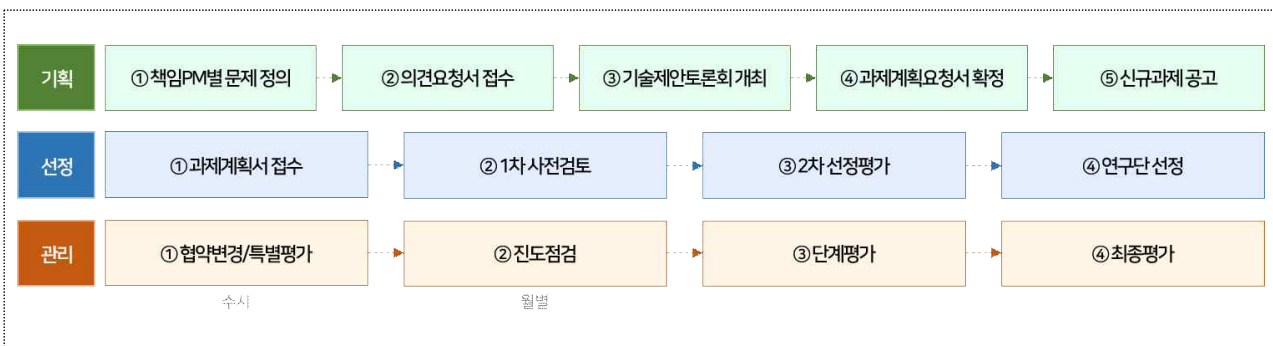 기획
①책임PM별 문제 정의
②의견요청서 접수
③기술제안토론회 개최
④과제계획요청서 확정
⑤신규과제 공고
선정
①과제계획서 접수
②1차 사전검토
③2차 선정평가
④연구단 선정
관리
①협약변경/특별평가
②진도점검
③단계평가
④최종평가
수시
월별